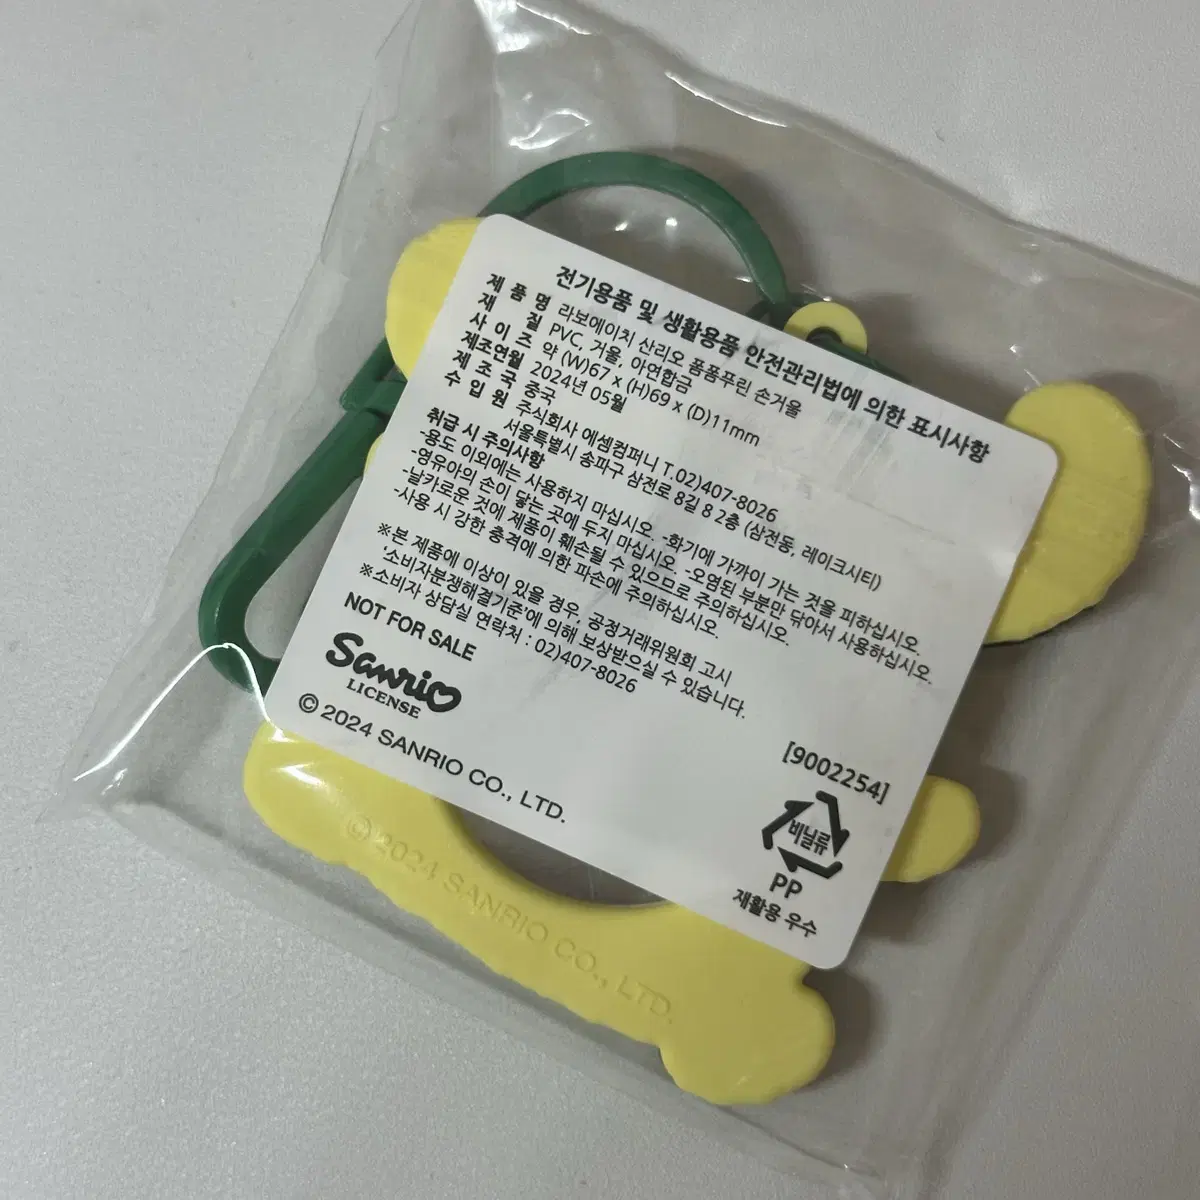 전기용품 및 생활용품 안전관리법에 의한 표시사항
제 품 명 라보에이치 산리오 폼폼푸린 손거울
재 질 PVC, 거울, 아연합금
사 이 즈 약 (W)67 x (H)69 x (D)11mm
제조연월 2024년 05월
제 조 국 중국
수 입 원 주식회사 에셈컴퍼니 T.02)407-8026
서울특별시 송파구 삼전로 8길 8 2층 (삼전동, 레이크시티)
취급 시 주의사항
-용도 이외에는 사용하지 마십시오. -화기에 가까이 가는 것을 피하십시오.
-영유아의 손이 닿는 곳에 두지 마십시오. -오염된 부분만 닦아서 사용하십시오.
-날카로운 것에 제품이 훼손될 수 있으므로 주의하십시오.
-사용 시 강한 충격에 의한 파손에 주의하십시오.
※본 제품에 이상이 있을 경우, 공정거래위원회 고시
'소비자분쟁해결기준'에 의해 보상받으실 수 있습니다.
※소비자 상담실 연락처 : 02)407-8026
NOT FOR SALE
Sanrio
LICENSE
© 2024 SANRIO CO., LTD.
[9002254]
비닐류
PP
재활용 우수
© 2024 SANRIO CO., LTD.